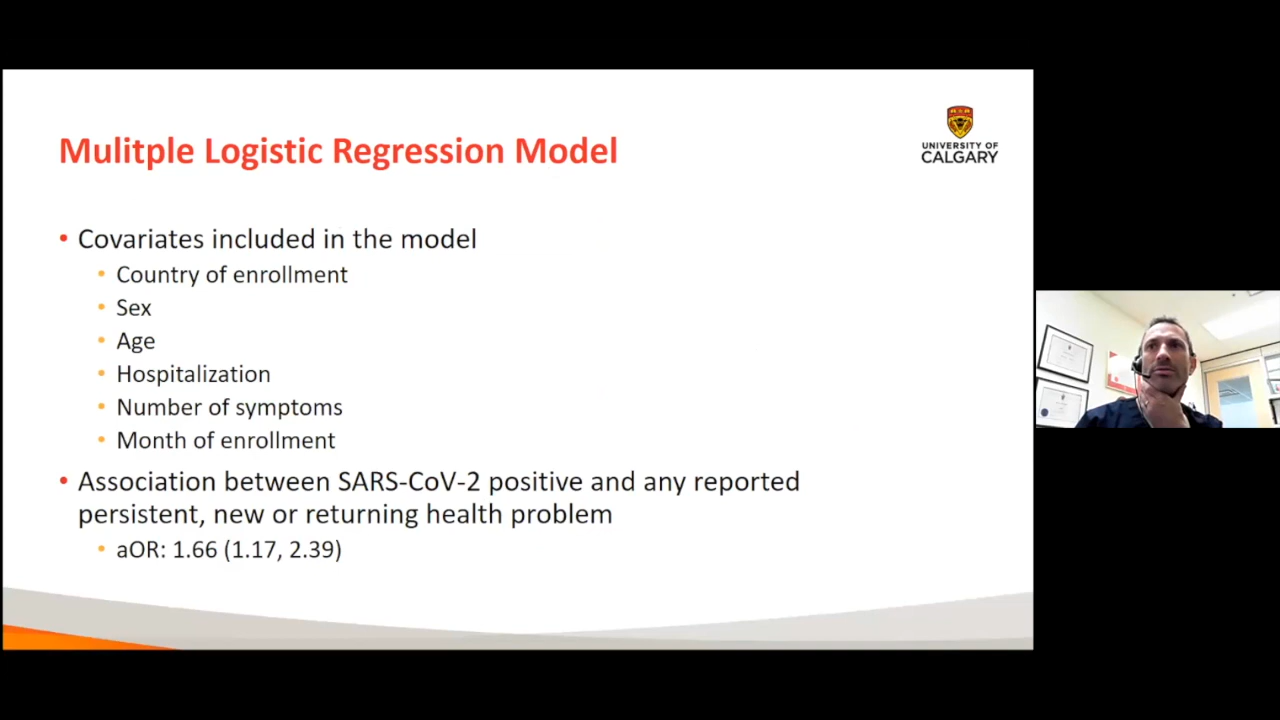 Mulitple Logistic Regression Model
UNIVERSITY OF
CALGARY
• Covariates included in the model
• Country of enrollment
• Sex
• Age
• Hospitalization
• Number of symptoms
• Month of enrollment
• Association between SARS-CoV-2 positive and any reported
persistent, new or returning health problem
• aOR: 1.66 (1.17, 2.39)